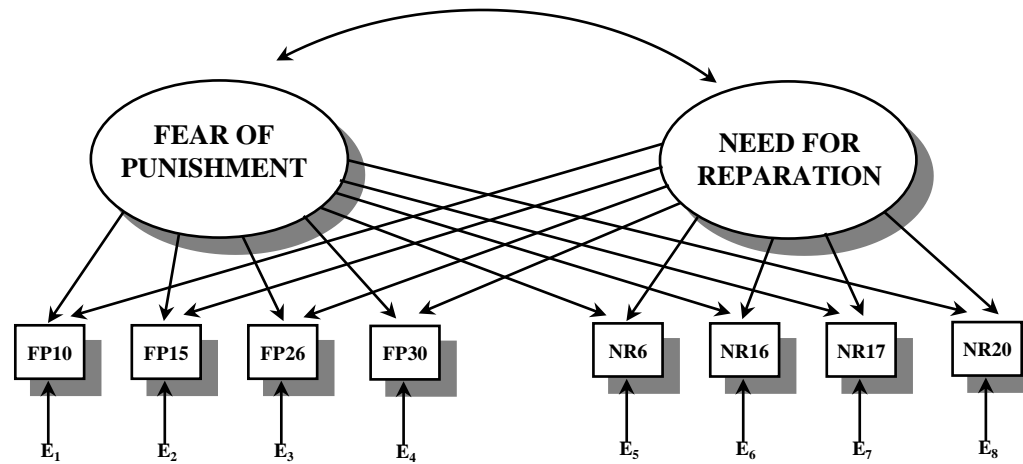 FEAR OF
PUNISHMENT
NEED FOR
REPARATION
FP10
FP15
FP26
FP30
NR6
NR16
NR17
NR20
E₁
E₂
E₃
E₄
E₅
E₆
E₇
E₈